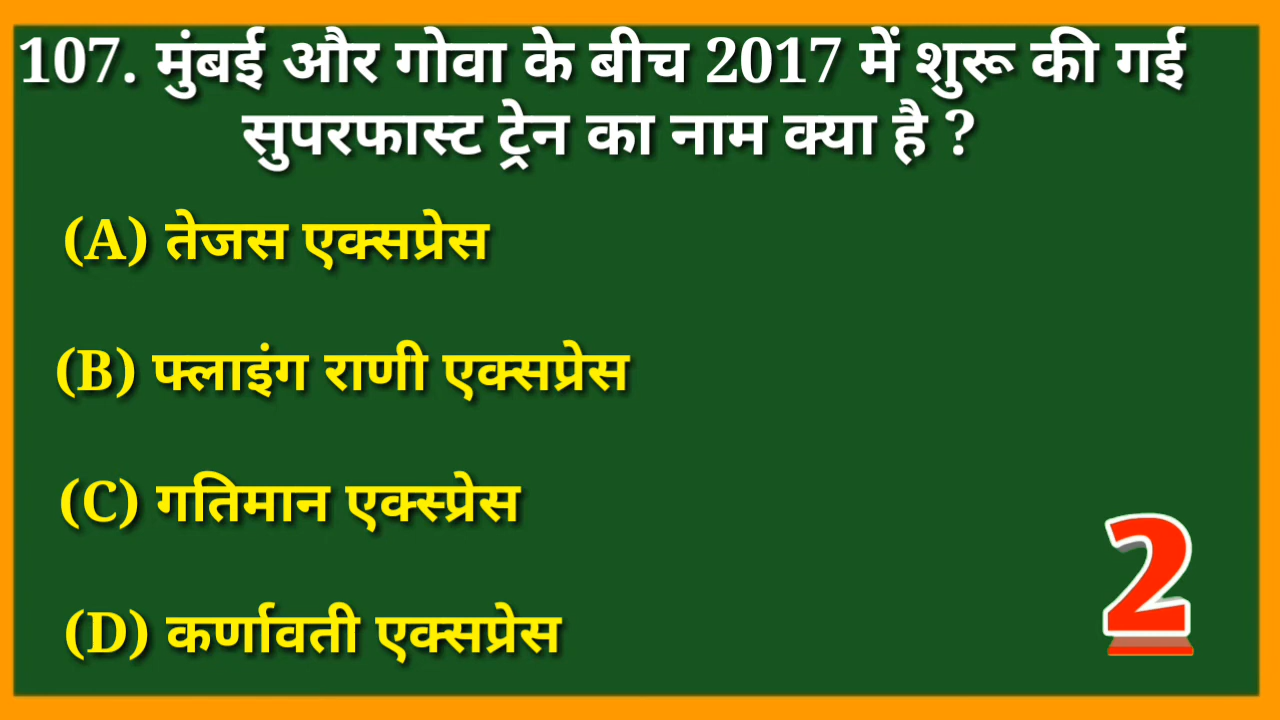 107. मुंबई और गोवा के बीच 2017 में शुरू की गई
सुपरफास्ट ट्रेन का नाम क्या है ?
(A) तेजस एक्सप्रेस
(B) फ्लाइंग राणी एक्सप्रेस
(C) गतिमान एक्स्प्रेस
(D) कर्णावती एक्सप्रेस
2